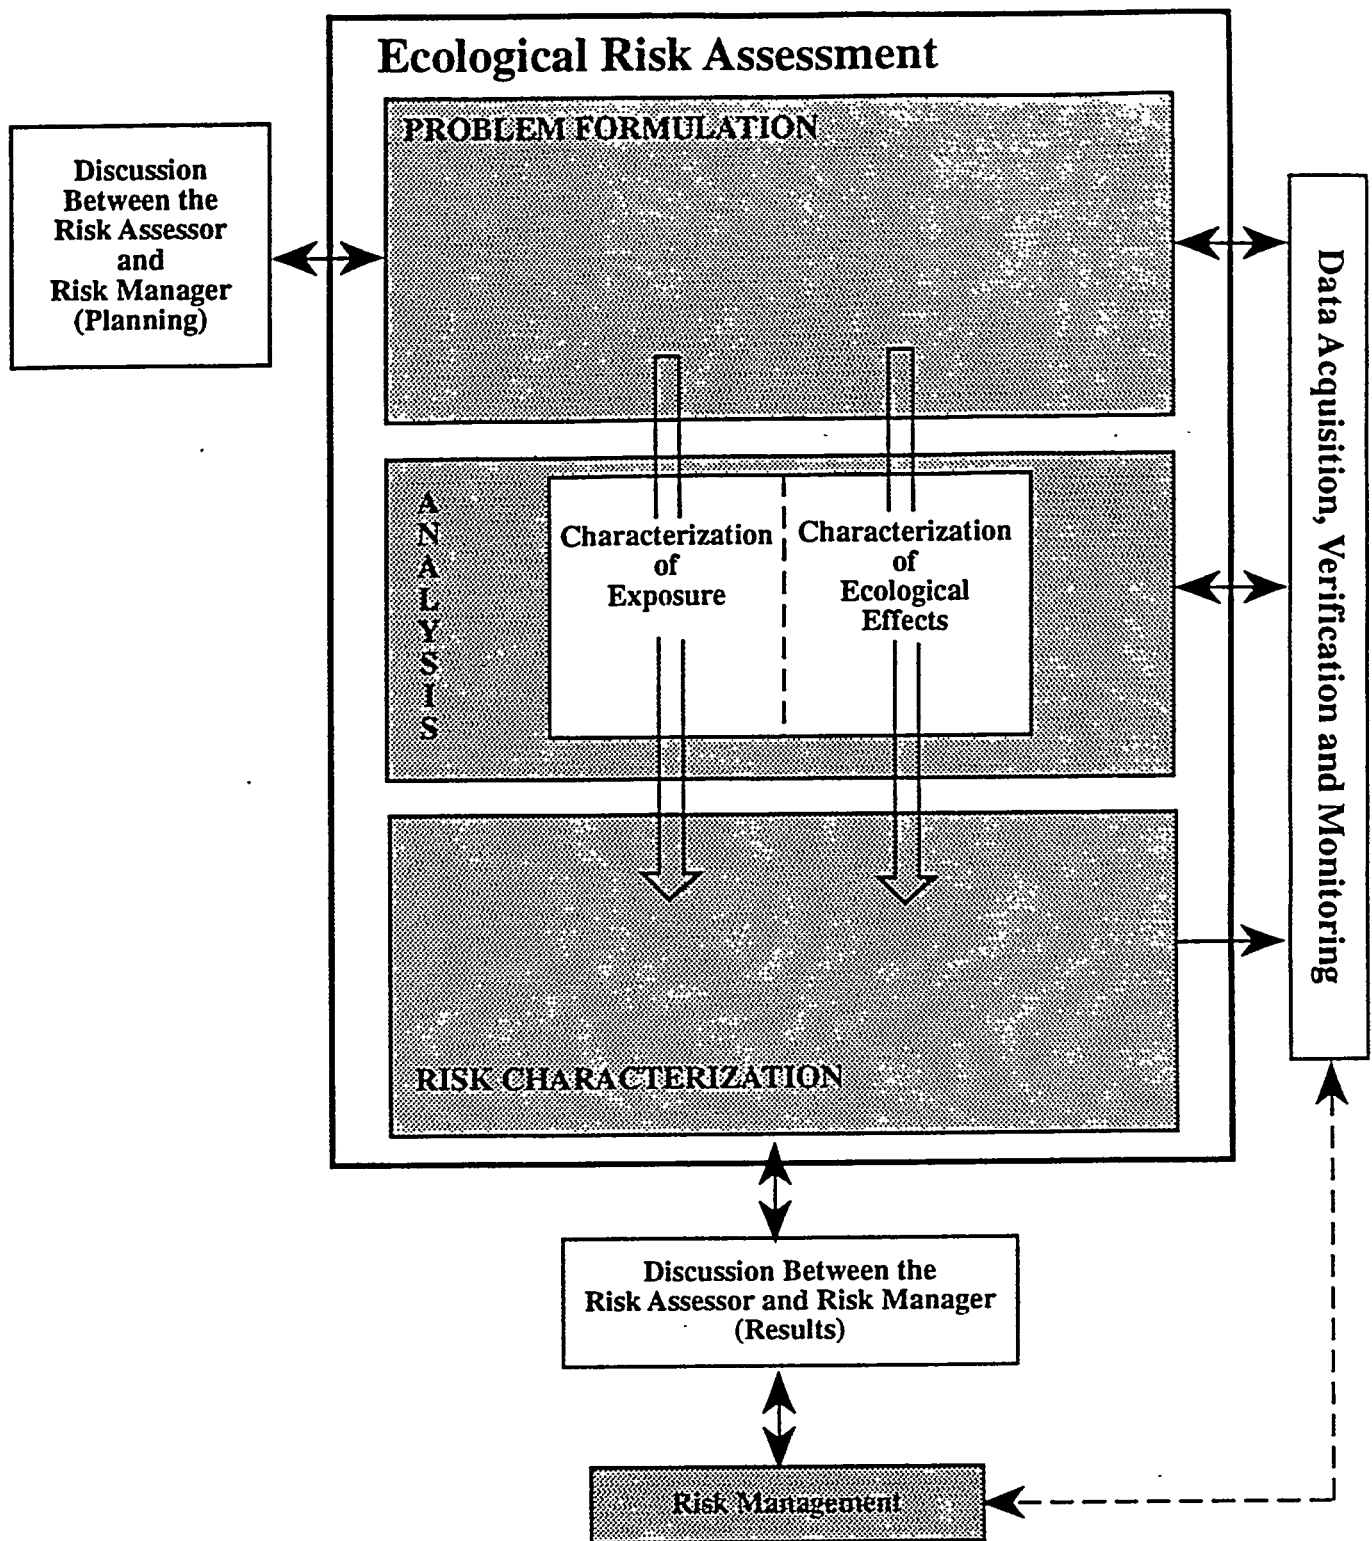 Ecological Risk Assessment
PROBLEM FORMULATION
Discussion
Between the
Risk Assessor
and
Risk Manager
(Planning)
Data Acquisition, Verification and Monitoring
ANALYSIS
Characterization
of
Exposure
Characterization
of
Ecological
Effects
RISK CHARACTERIZATION
Discussion Between the
Risk Assessor and Risk Manager
(Results)
Risk Management